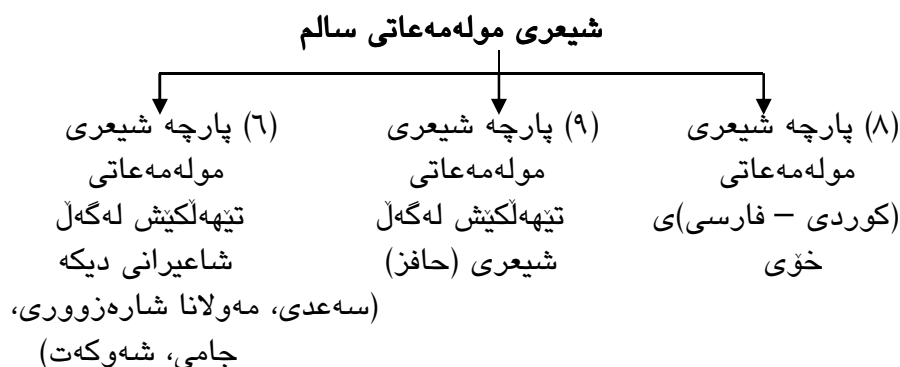 شیعری مولەمەعاتی سالم
(٨) پارچە شیعری
مولەمەعاتی
(کوردی – فارسی)ی
خۆی
(٩) پارچە شیعری
مولەمەعاتی
تێهەڵکێش لەگەڵ
شیعری (حافز)
(٦) پارچە شیعری
مولەمەعاتی
تێهەڵکێش لەگەڵ
شاعیرانی دیکە
(سەعدی، مەولانا شارەزووری،
جامی، شەوکەت)